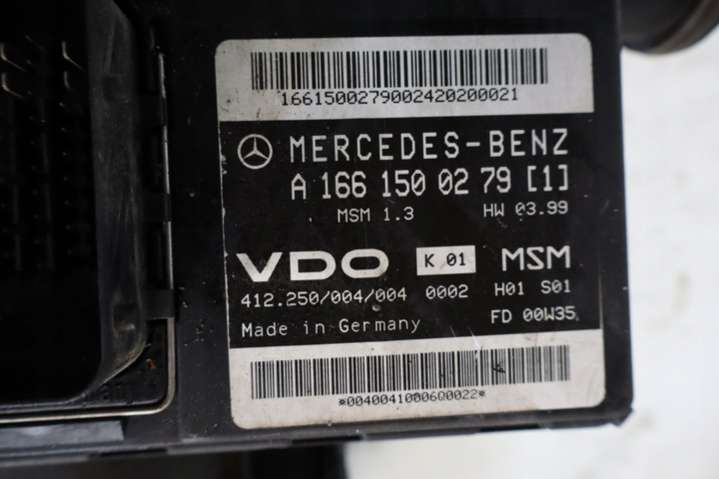 1661500279002420200021
MERCEDES-BENZ
A 166 150 02 79 [1]
MSM 1.3 HW 03.99
VDO K 01 MSM
412.250/004/004 0002 H01 S01
Made in Germany FD 00W35
*0040041000600022*